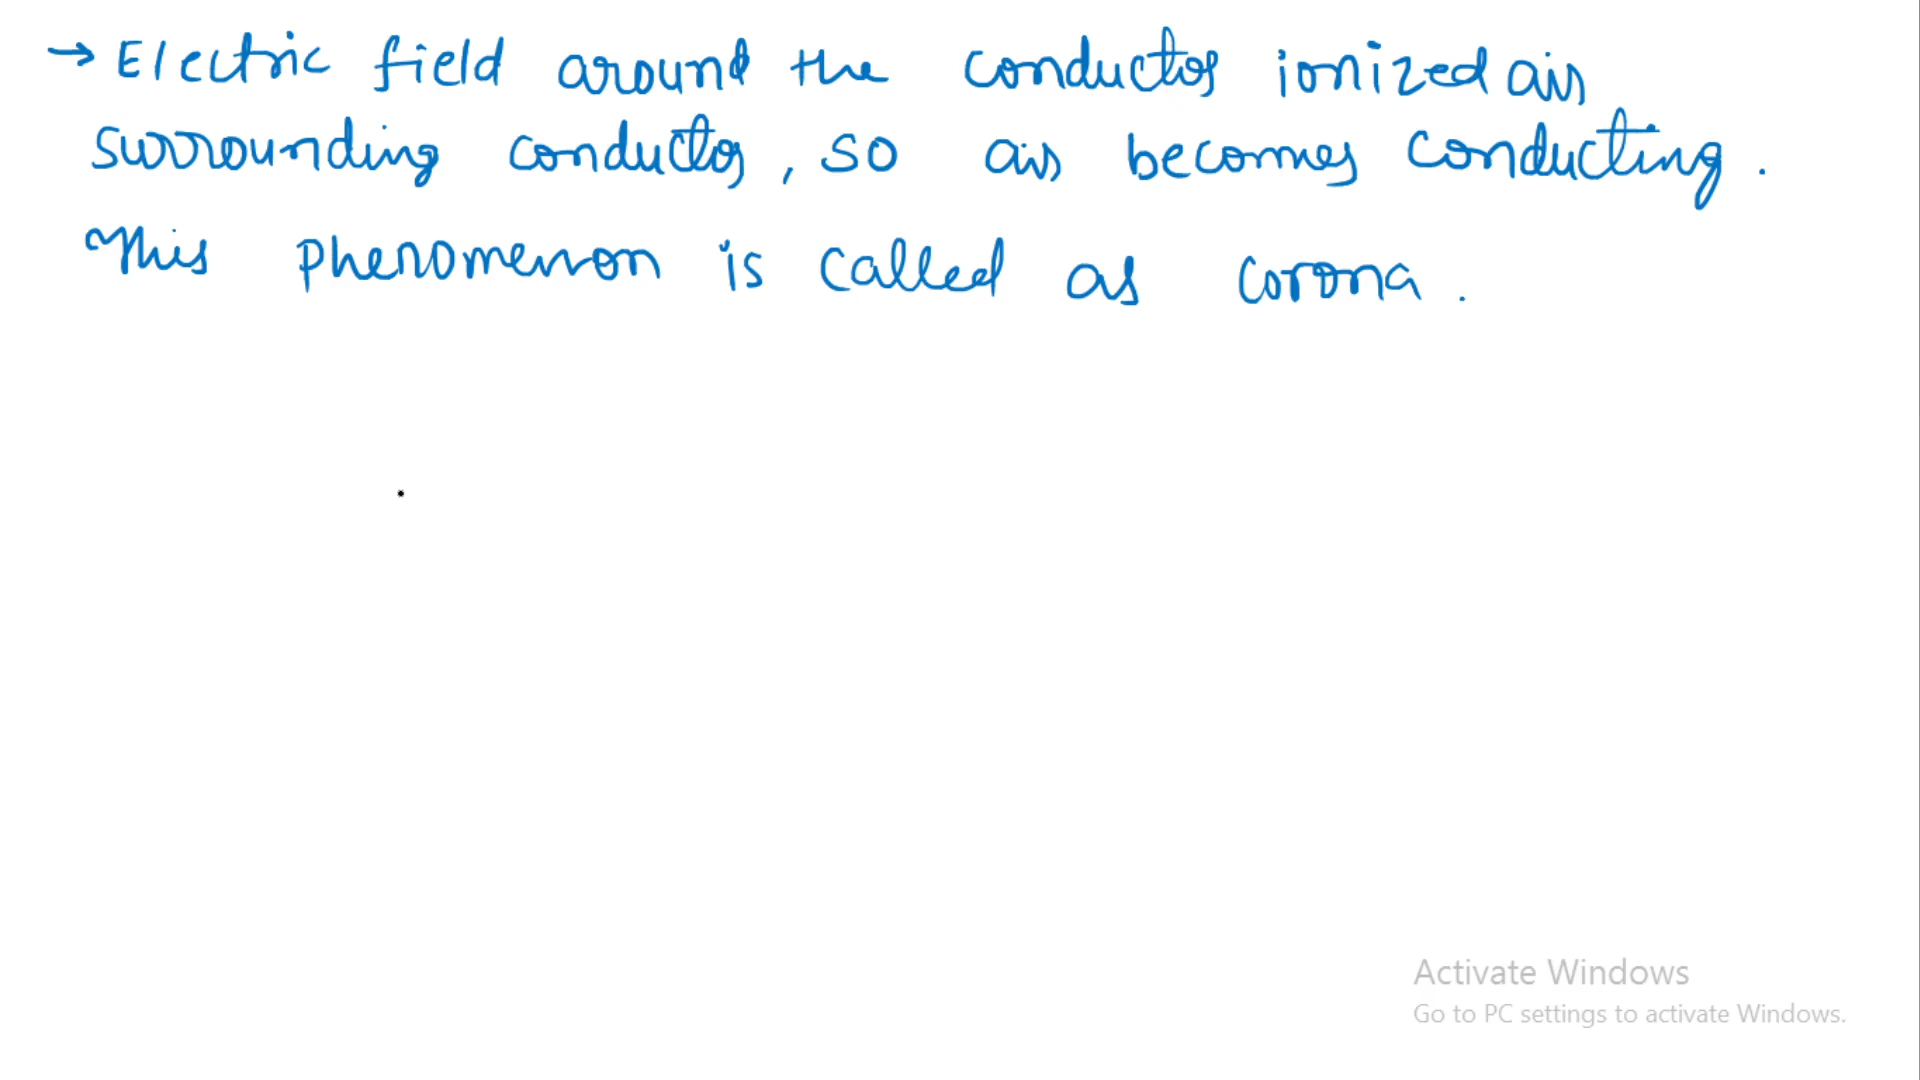 → Electric field around the conductor ionized air
surrounding conductor, so air becomes conducting.
This phenomenon is called as corona.
Activate Windows
Go to PC settings to activate Windows.